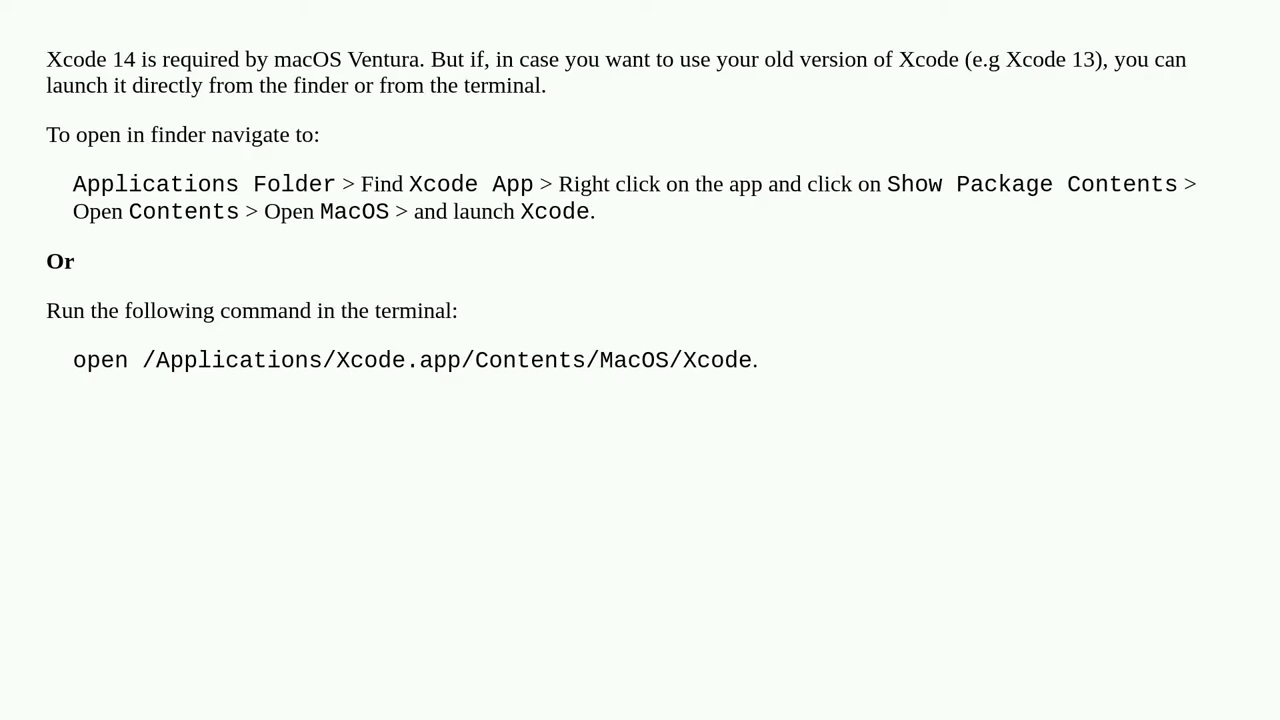 Xcode 14 is required by macOS Ventura. But if, in case you want to use your old version of Xcode (e.g Xcode 13), you can
launch it directly from the finder or from the terminal.
To open in finder navigate to:
Applications Folder > Find Xcode App > Right click on the app and click on Show Package Contents >
Open Contents > Open MacOS > and launch Xcode.
Or
Run the following command in the terminal:
open /Applications/Xcode.app/Contents/MacOS/Xcode.